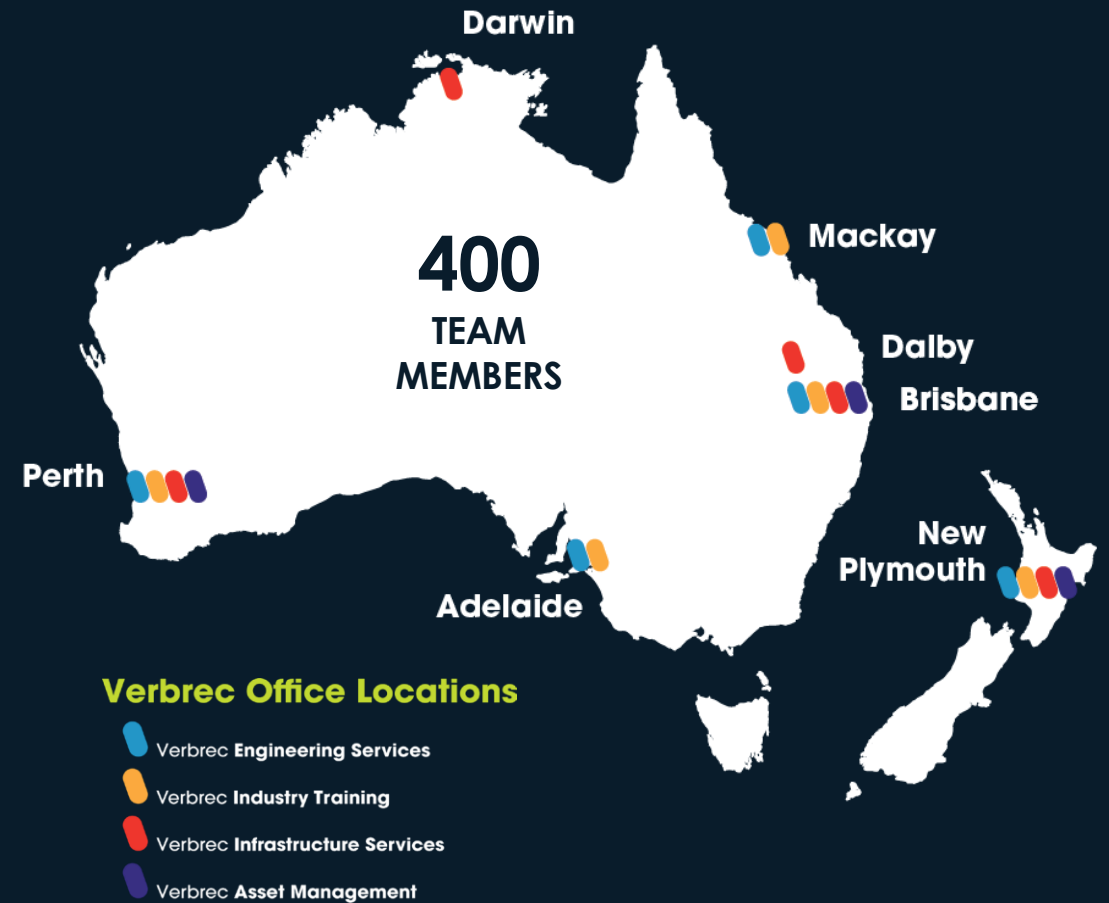 Darwin
400
TEAM
MEMBERS
Mackay
Dalby
Brisbane
Perth
New
Plymouth
Adelaide
Verbrec Office Locations
Verbrec Engineering Services
Verbrec Industry Training
Verbrec Infrastructure Services
Verbrec Asset Management